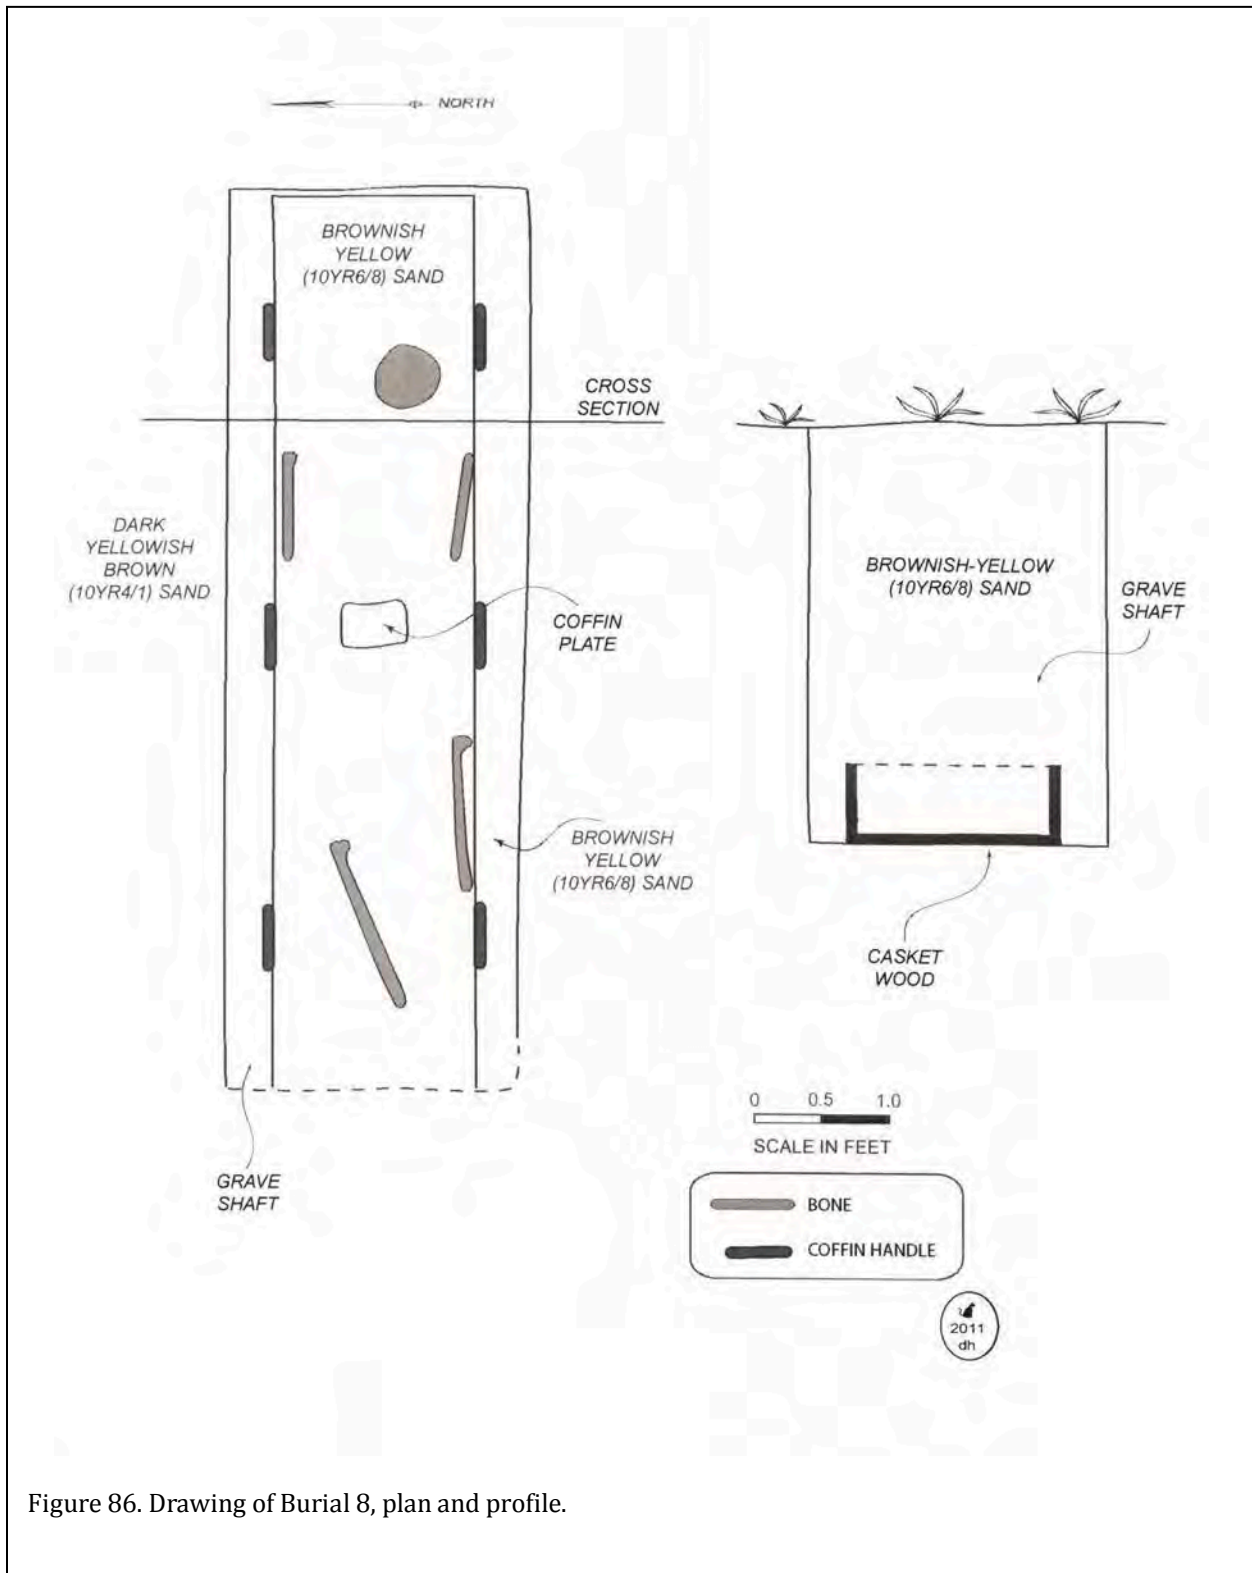 NORTH
BROWNISH
YELLOW
(10YR6/8) SAND
CROSS
SECTION
DARK
YELLOWISH
BROWN
(10YR4/1) SAND
COFFIN
PLATE
BROWNISH
YELLOW
(10YR6/8) SAND
GRAVE
SHAFT
BROWNISH-YELLOW
(10YR6/8) SAND
GRAVE
SHAFT
CASKET
WOOD
0 0.5 1.0
SCALE IN FEET
BONE
COFFIN HANDLE
2011
dh
Figure 86. Drawing of Burial 8, plan and profile.